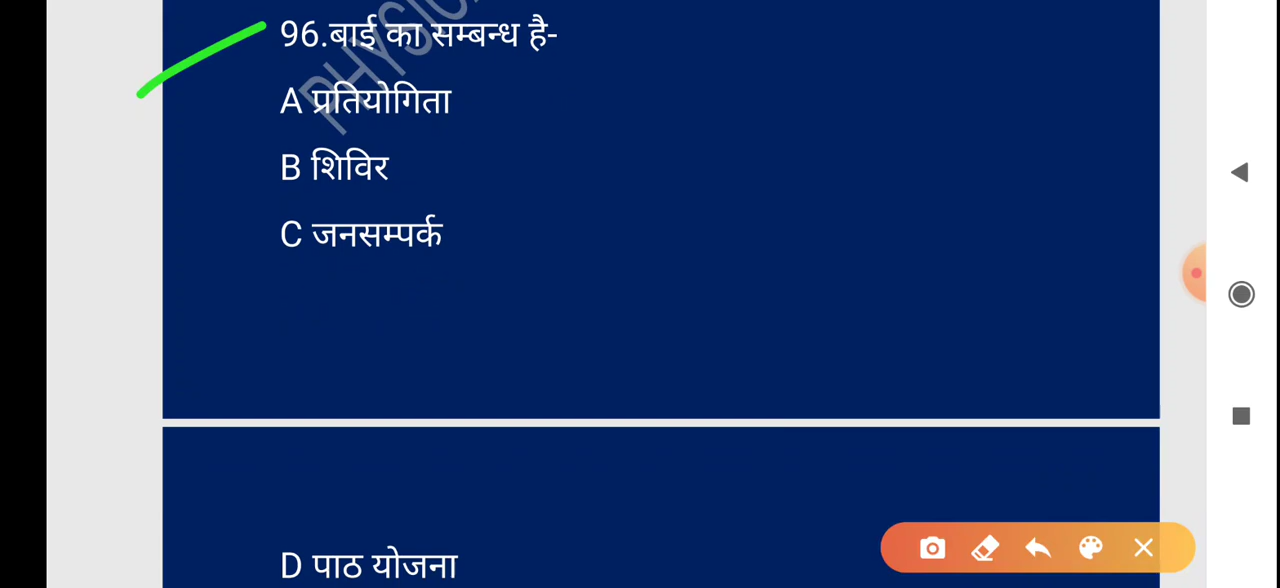 96.बाई का सम्बन्ध है-
A प्रतियोगिता
B शिविर
C जनसम्पर्क
D पाठ योजना